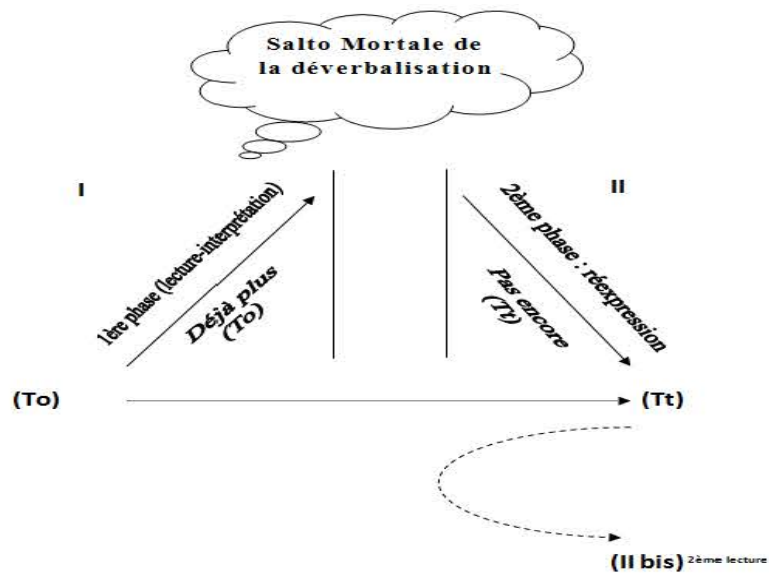 Salto Mortale de
la déverbalisation
I
II
1ère phase (lecture-interprétation)
Déjà plus
(To)
2ème phase : réexpression
Pas encore
(Tt)
(To)
(Tt)
(II bis) 2ème lecture